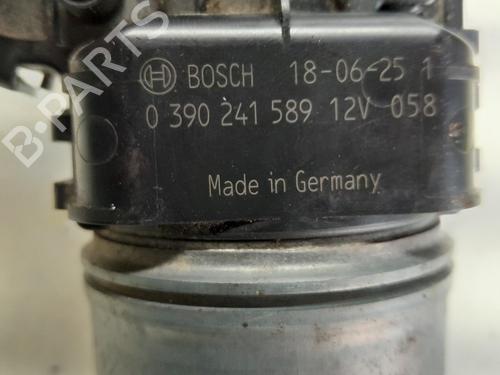 BOSCH 18-06-25 1
0 390 241 589 12V 058
Made in Germany
B-PARTS